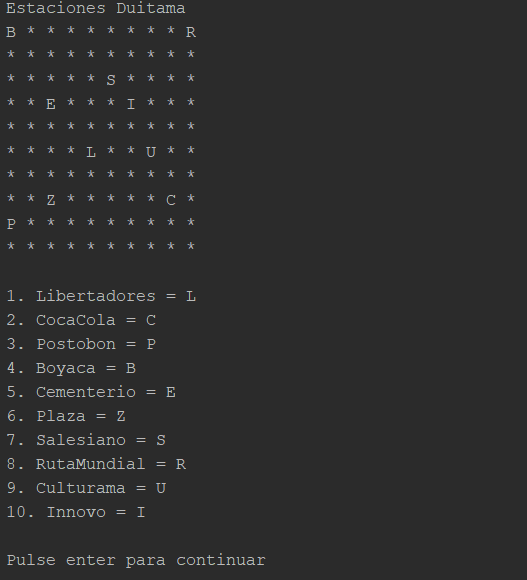 Estaciones Duitama
B * * * * * * * * R
* * * * * * * * * *
* * * * * S * * * *
* * E * * * I * * *
* * * * * * * * * *
* * * * L * * U * *
* * * * * * * * * *
* * Z * * * * * C *
P * * * * * * * * *
* * * * * * * * * *
1. Libertadores = L
2. CocaCola = C
3. Postobon = P
4. Boyaca = B
5. Cementerio = E
6. Plaza = Z
7. Salesiano = S
8. RutaMundial = R
9. Culturama = U
10. Innovo = I
Pulse enter para continuar